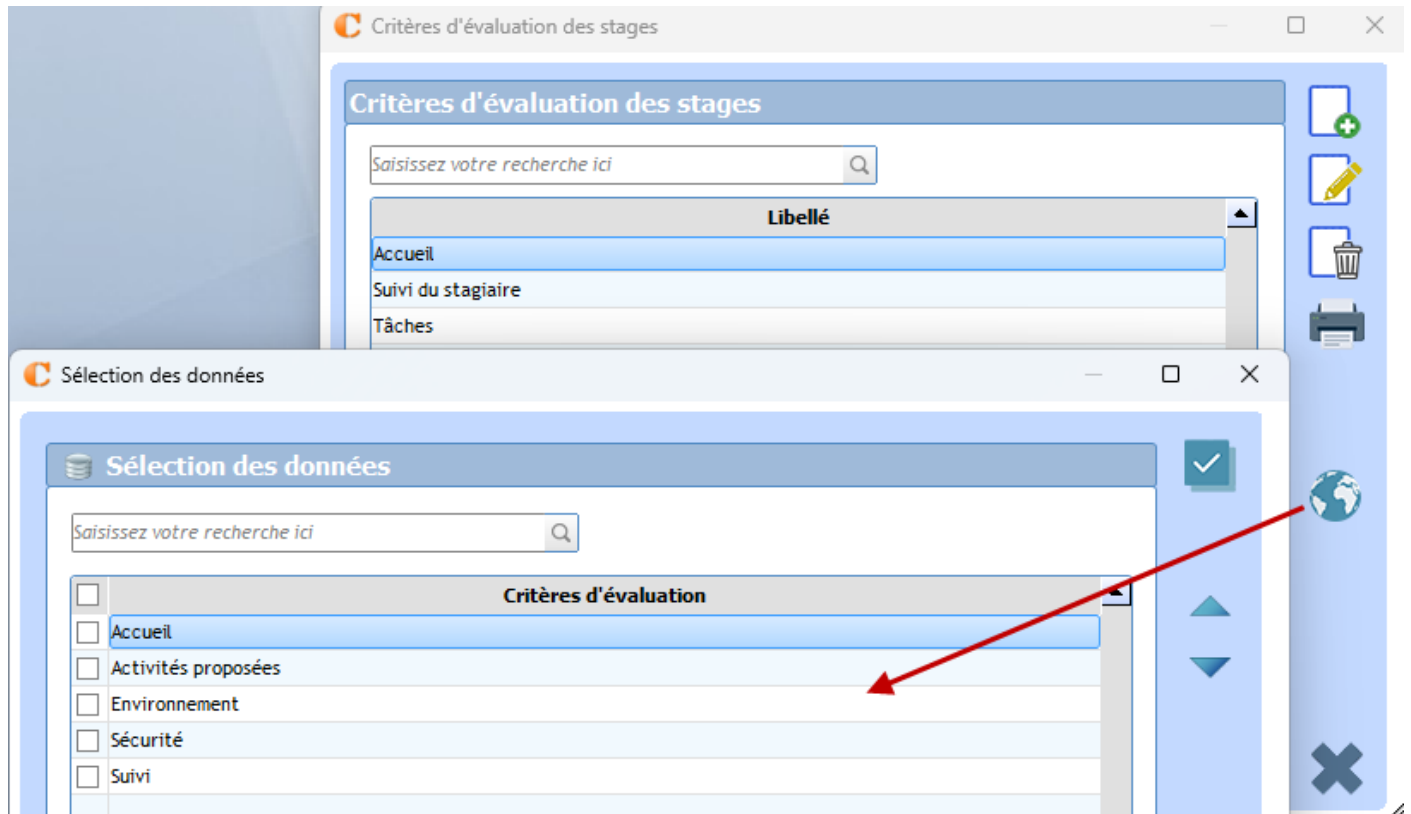 Critères d'évaluation des stages
Critères d'évaluation des stages
Saisissez votre recherche ici
Libellé
Accueil
Suivi du stagiaire
Tâches
Sélection des données
Sélection des données
Saisissez votre recherche ici
Critères d'évaluation
Accueil
Activités proposées
Environnement
Sécurité
Suivi